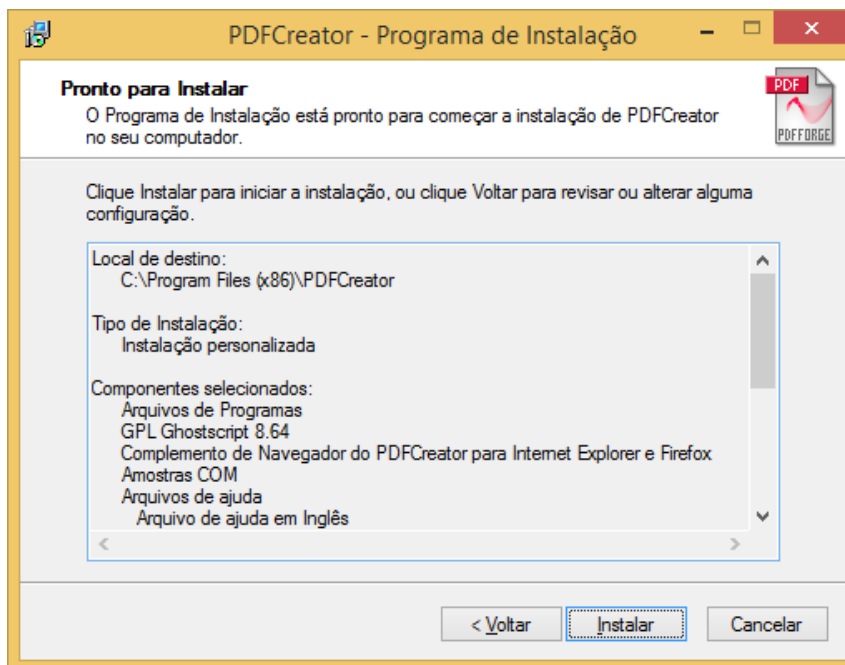 PDFCreator - Programa de Instalação
Pronto para Instalar
O Programa de Instalação está pronto para começar a instalação de PDFCreator
no seu computador.
PDF
PDFFORGE
Clique Instalar para iniciar a instalação, ou clique Voltar para revisar ou alterar alguma
configuração.
Local de destino:
C:\Program Files (x86)\PDFCreator
Tipo de Instalação:
Instalação personalizada
Componentes selecionados:
Arquivos de Programas
GPL Ghostscript 8.64
Complemento de Navegador do PDFCreator para Internet Explorer e Firefox
Amostras COM
Arquivos de ajuda
Arquivo de ajuda em Inglês
< Voltar
Instalar
Cancelar